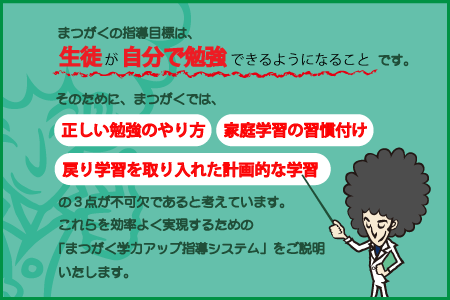 まつがくの指導目標は、
生徒が自分で勉強できるようになること です。
そのために、まつがくでは、
正しい勉強のやり方 家庭学習の習慣付け
戻り学習を取り入れた計画的な学習
の３点が不可欠であると考えています。
これらを効率よく実現するための
「まつがく学力アップ指導システム」をご説明
いたします。